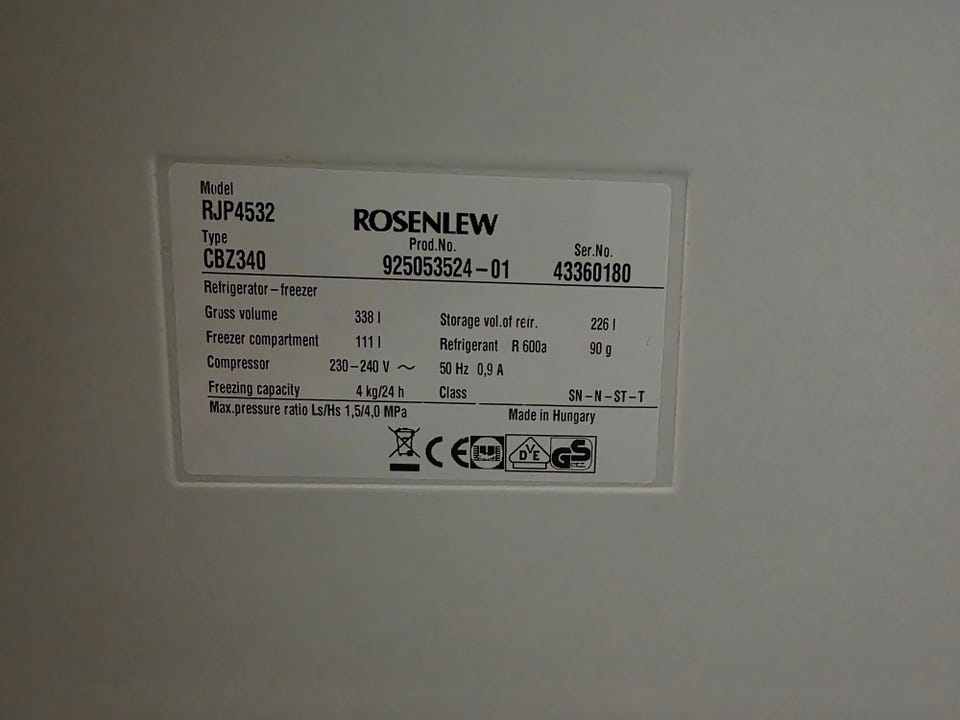 Model
RJP4532
ROSENLEW
Type
CBZ340
Prod.No.
925053524-01
Ser.No.
43360180
Refrigerator-freezer
Gross volume 338 l Storage vol.of refr. 226 l
Freezer compartment 111 l Refrigerant R 600a 90 g
Compressor 230-240 V ~ 50 Hz 0,9 A
Freezing capacity 4 kg/24 h Class SN-N-ST-T
Max.pressure ratio Ls/Hs 1,5/4,0 MPa Made in Hungary
CE DVE GS